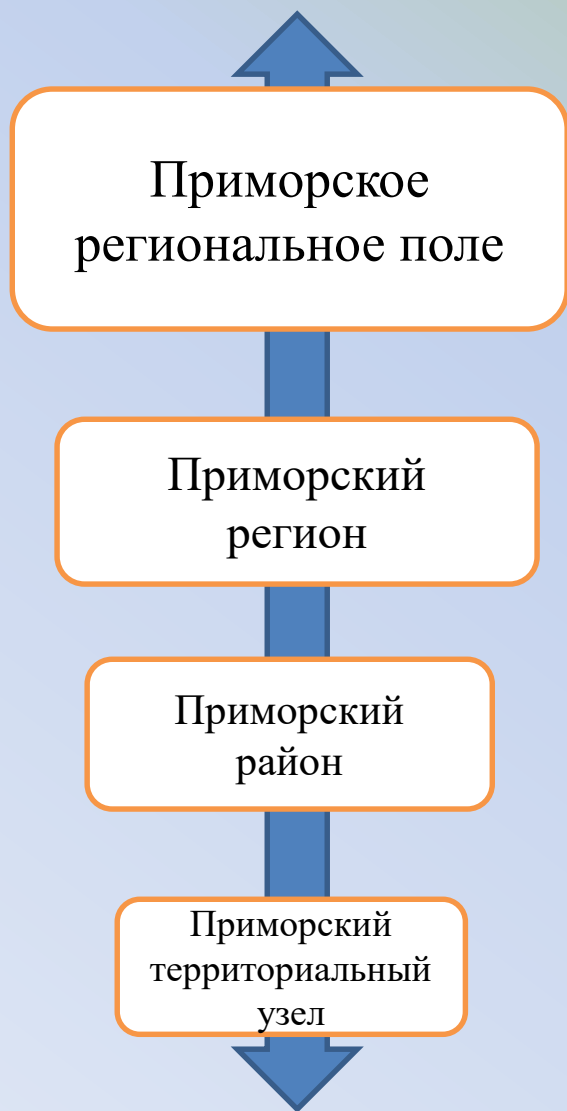 Приморское
региональное поле
Приморский
регион
Приморский
район
Приморский
территориальный
узел